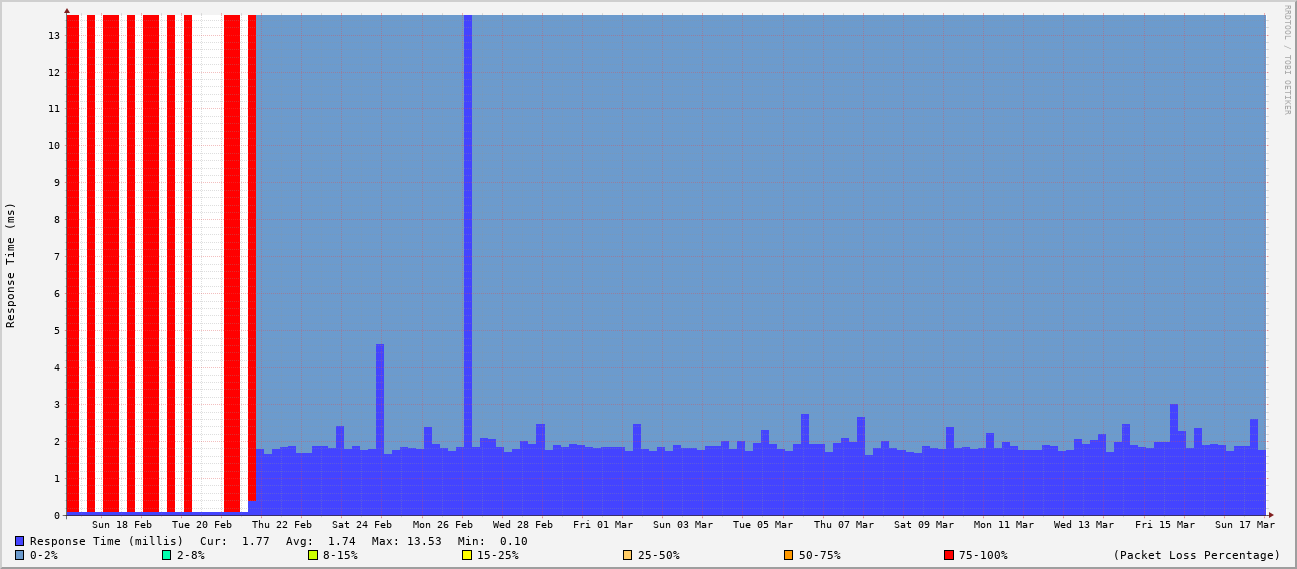 RRDTOOL / TOBI OETIKER
Response Time (ms)
13
12
11
10
9
8
7
6
5
4
3
2
1
0
Sun 18 Feb Tue 20 Feb Thu 22 Feb Sat 24 Feb Mon 26 Feb Wed 28 Feb Fri 01 Mar Sun 03 Mar Tue 05 Mar Thu 07 Mar Sat 09 Mar Mon 11 Mar Wed 13 Mar Fri 15 Mar Sun 17 Mar
Response Time (millis) Cur: 1.77 Avg: 1.74 Max: 13.53 Min: 0.10
0-2% 2-8% 8-15% 15-25% 25-50% 50-75% 75-100% (Packet Loss Percentage)